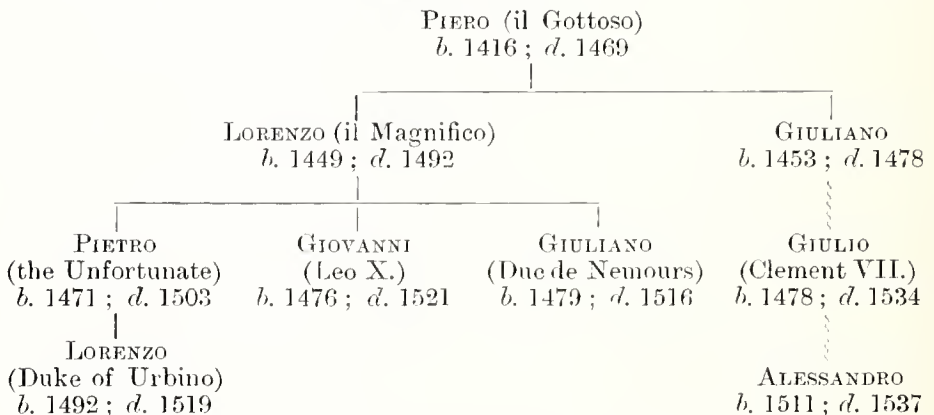 PIERO (il Gottoso)
b. 1416 ; d. 1469
LORENZO (il Magnifico)
b. 1449 ; d. 1492
GIULIANO
b. 1453 ; d. 1478
PIETRO
(the Unfortunate)
b. 1471 ; d. 1503
GIOVANNI
(Leo X.)
b. 1476 ; d. 1521
GIULIANO
(Duc de Nemours)
b. 1479 ; d. 1516
GIULIO
(Clement VII.)
b. 1478 ; d. 1534
LORENZO
(Duke of Urbino)
b. 1492 ; d. 1519
ALESSANDRO
b. 1511 ; d. 1537